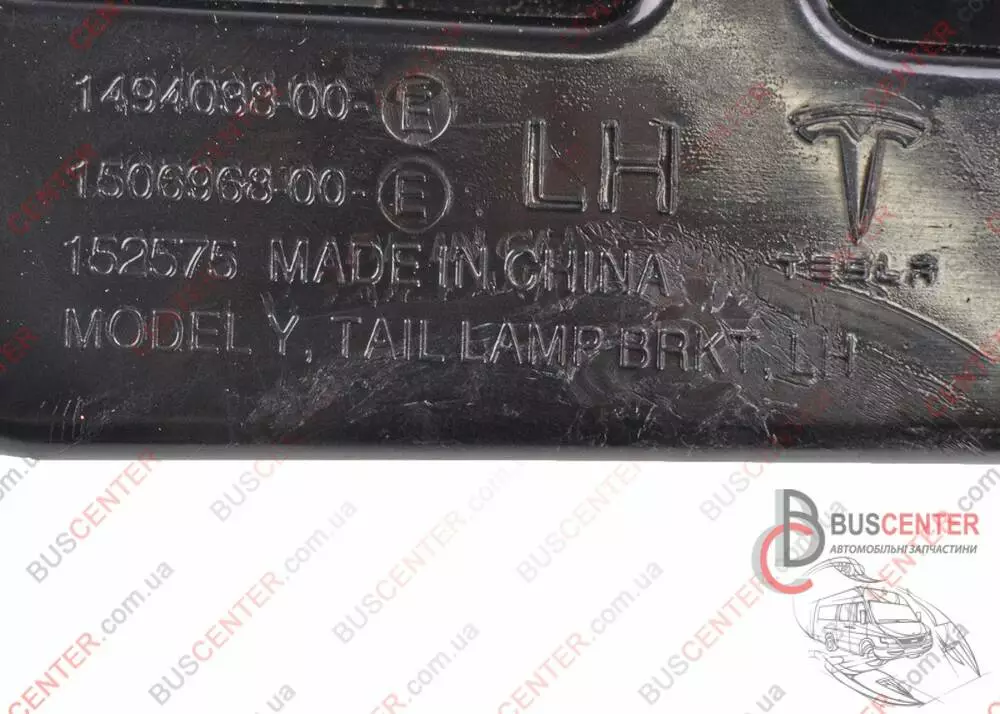 1494038-00-E
1506968-00-E
LH
152575 MADE IN CHINA
TESLA
MODEL Y, TAIL LAMP BRKT, LH
BUSCENTER
АВТОМОБІЛЬНІ ЗАПЧАСТИНИ
BUSCENTER.com.ua